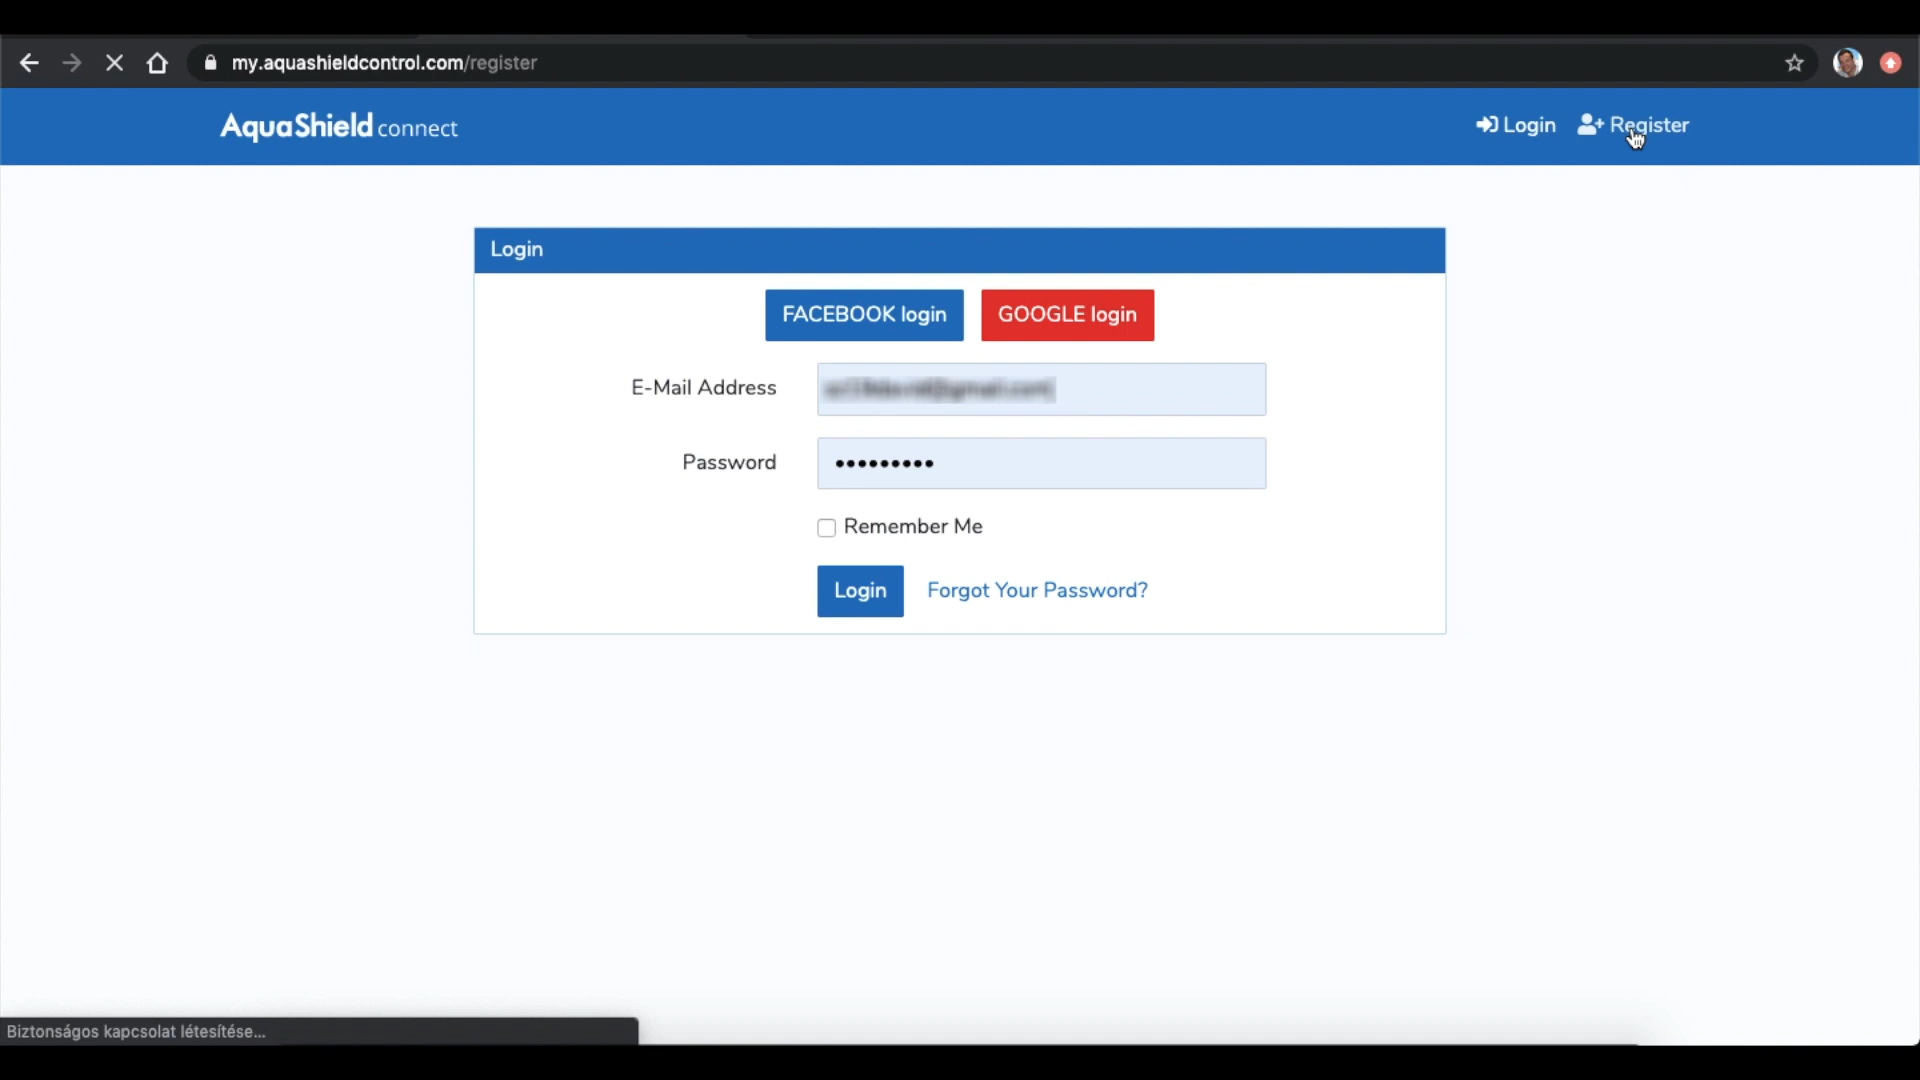 my.aquashieldcontrol.com/register
AquaShield connect
Login
Register
Login
FACEBOOK login
GOOGLE login
E-Mail Address
Password
Remember Me
Login
Forgot Your Password?
Biztonságos kapcsolat létesítése...